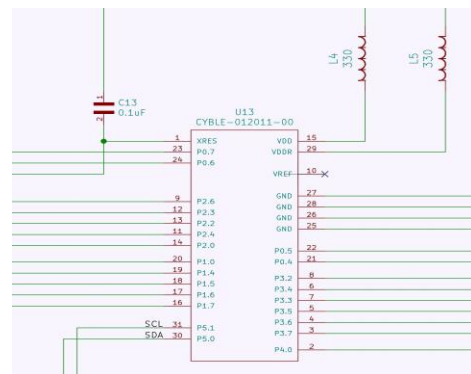 L4
330
L5
330
1
C13
0.1uF
2
U13
CYBLE-012011-00
1 XRES VDD 15
23 P0.7 VDDR 29
24 P0.6
VREF 10
9 P2.6 GND 27
12 P2.3 GND 28
13 P2.2 GND 26
11 P2.4 GND 25
14 P2.0
P0.5 22
20 P1.0 P0.4 21
19 P1.4
18 P1.5 P3.2 8
17 P1.6 P3.4 6
16 P1.7 P3.3 7
P3.5 5
SCL 31 P5.1 P3.6 4
SDA 30 P5.0 P3.7 3
P4.0 2